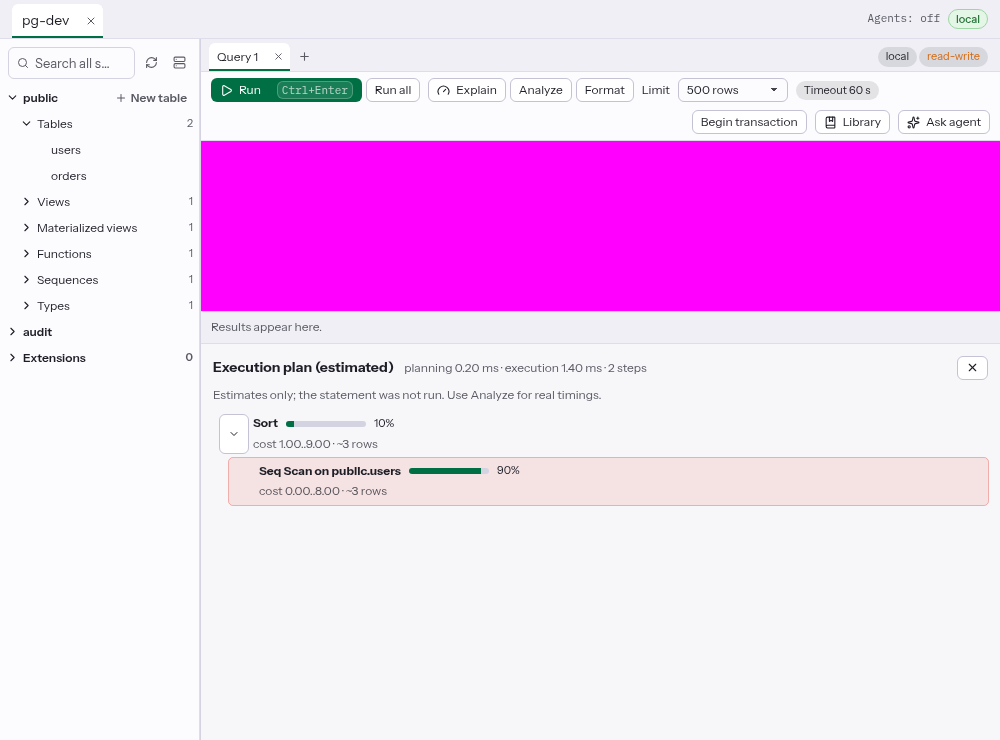 pg-dev
Agents: off local
Search all s...
Query 1
local read-write
Run Ctrl+Enter Run all Explain Analyze Format Limit 500 rows Timeout 60 s
Begin transaction Library Ask agent
public New table
Tables 2
users
orders
Views 1
Materialized views 1
Functions 1
Sequences 1
Types 1
audit
Extensions 0
Results appear here.
Execution plan (estimated) planning 0.20 ms · execution 1.40 ms · 2 steps
Estimates only; the statement was not run. Use Analyze for real timings.
Sort 10%
cost 1.00..9.00 · ~3 rows
Seq Scan on public.users 90%
cost 0.00..8.00 · ~3 rows